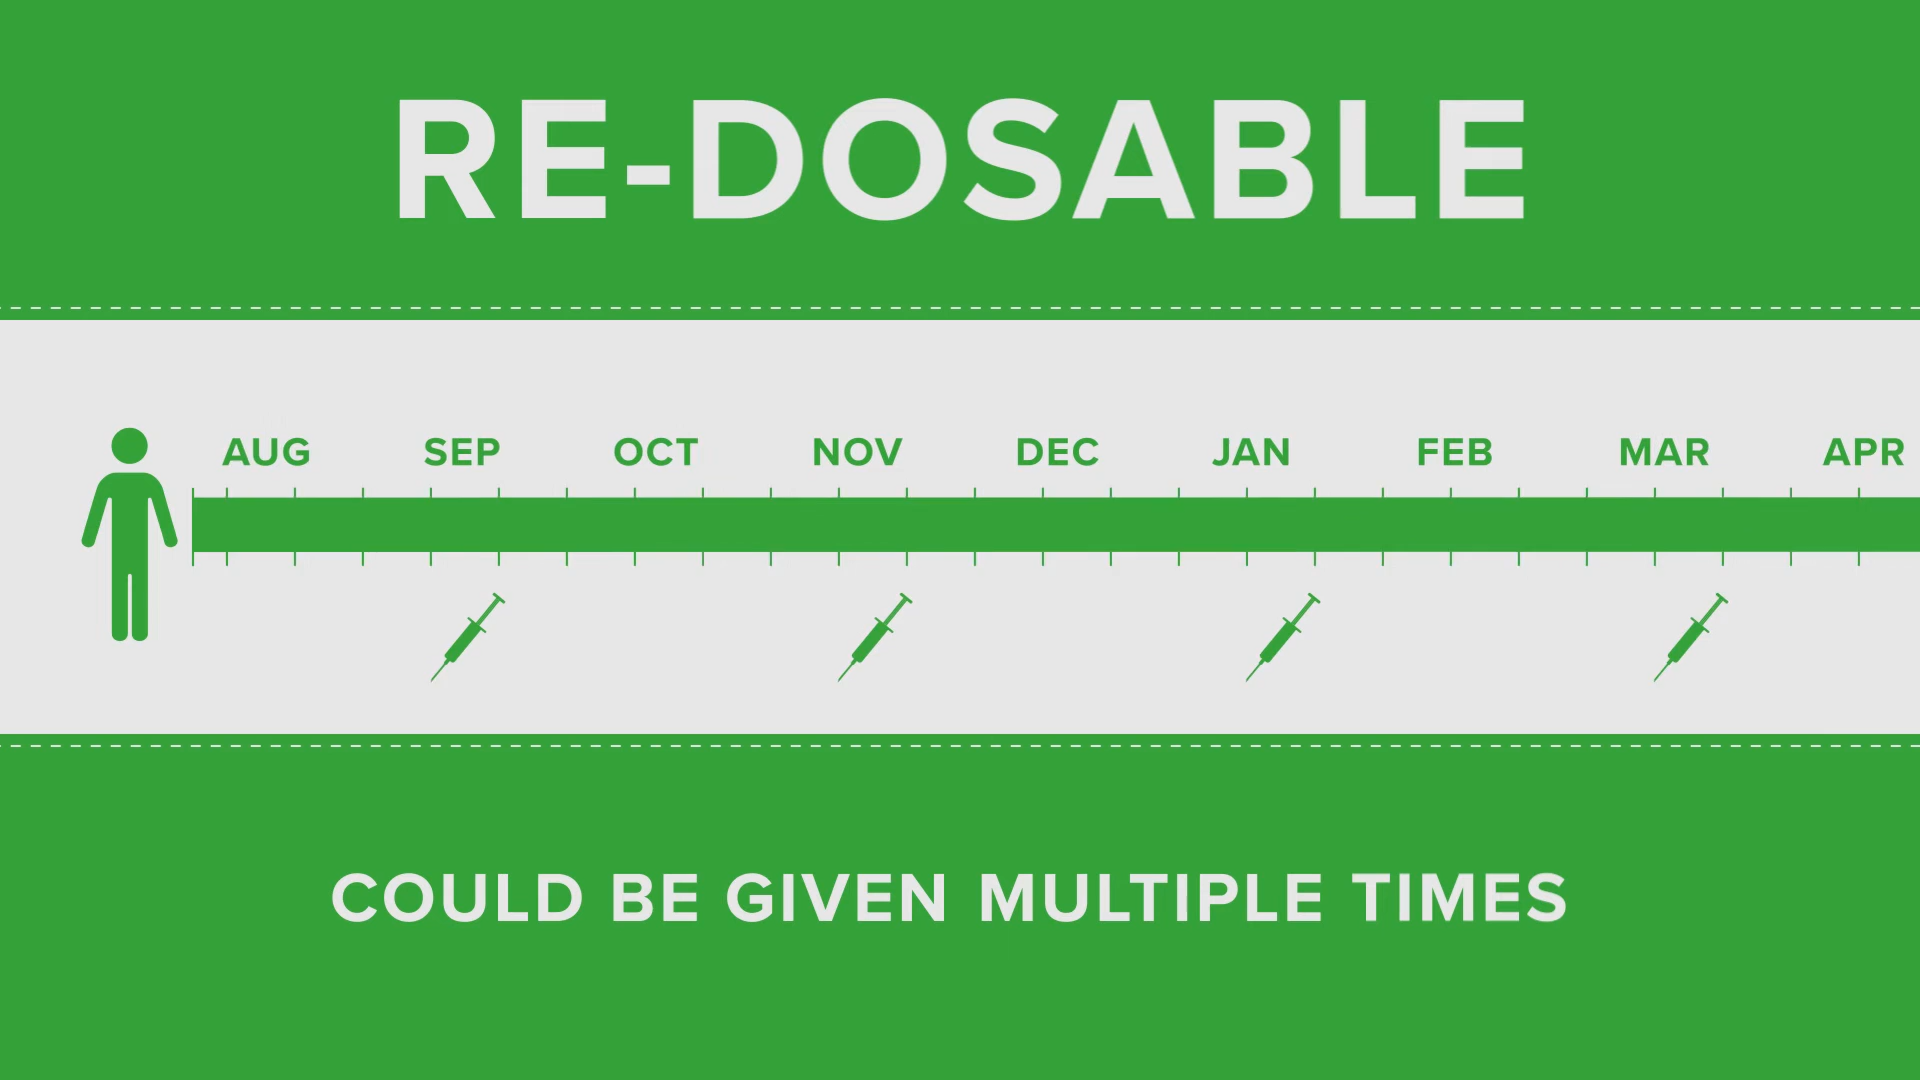 RE-DOSABLE
AUG SEP OCT NOV DEC JAN FEB MAR APR
COULD BE GIVEN MULTIPLE TIMES